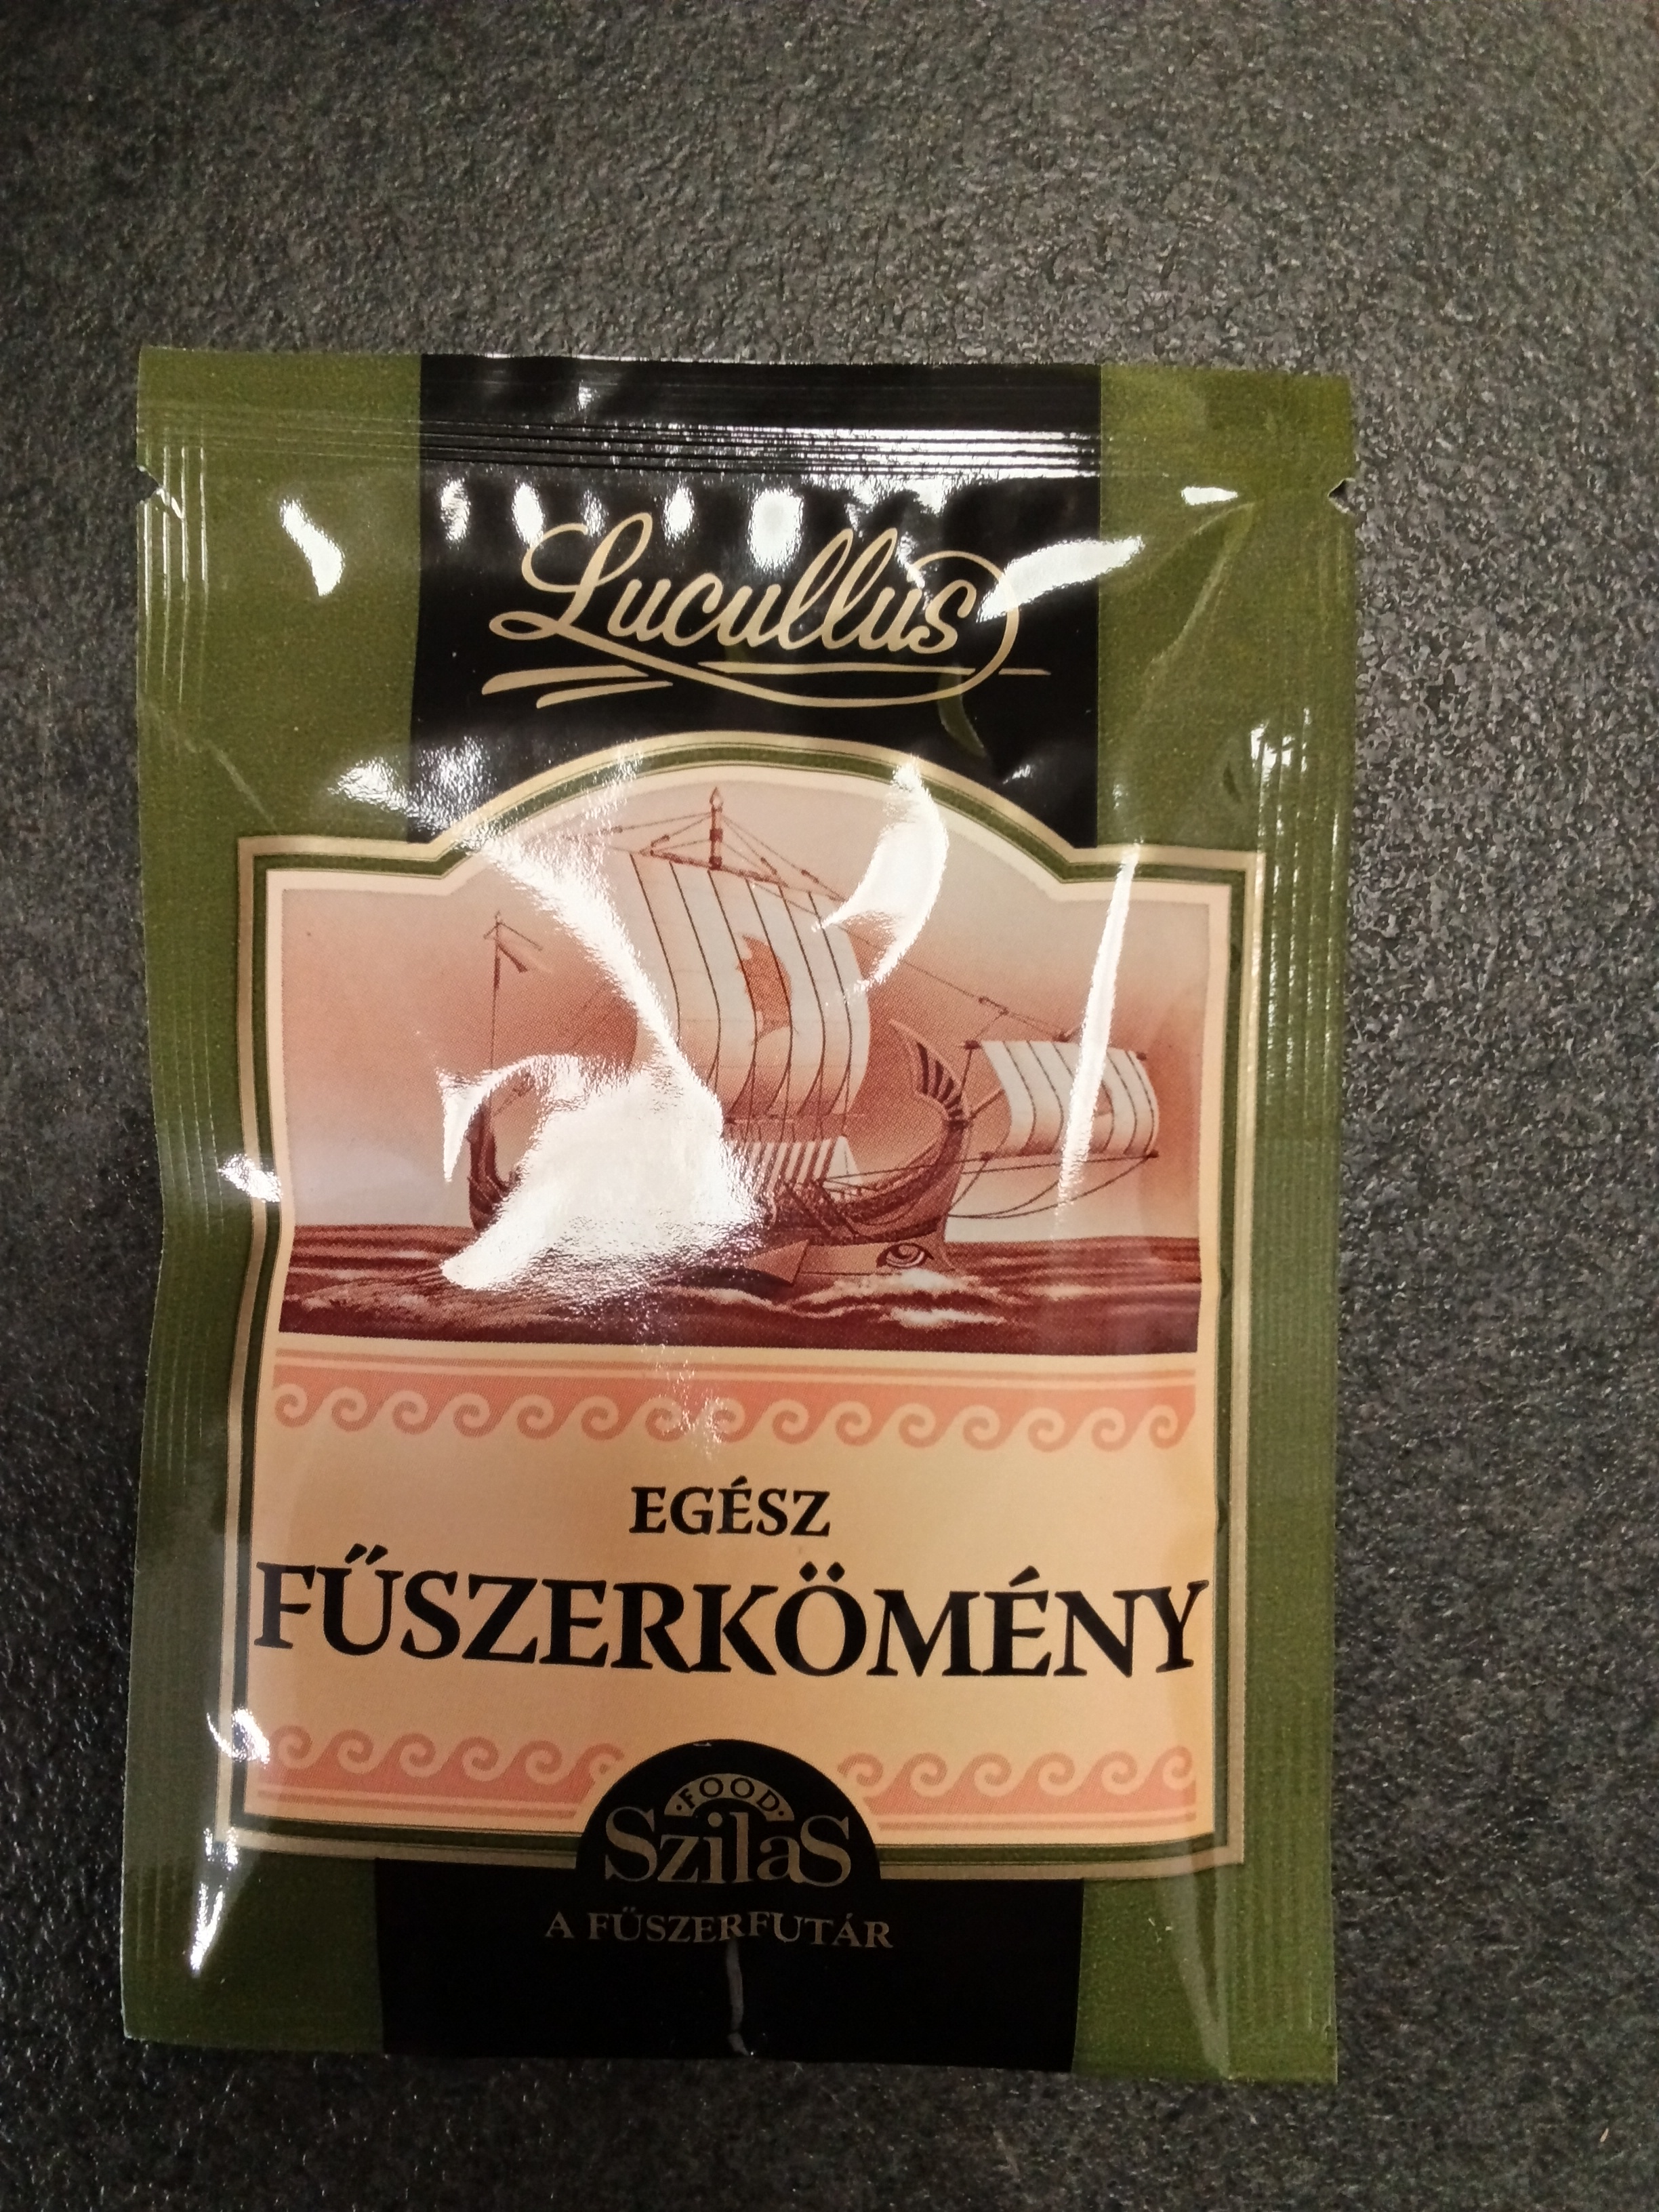 Lucullus
EGÉSZ
FŰSZERKÖMÉNY
FOOD
SzilaS
A FŰSZERFUTÁR